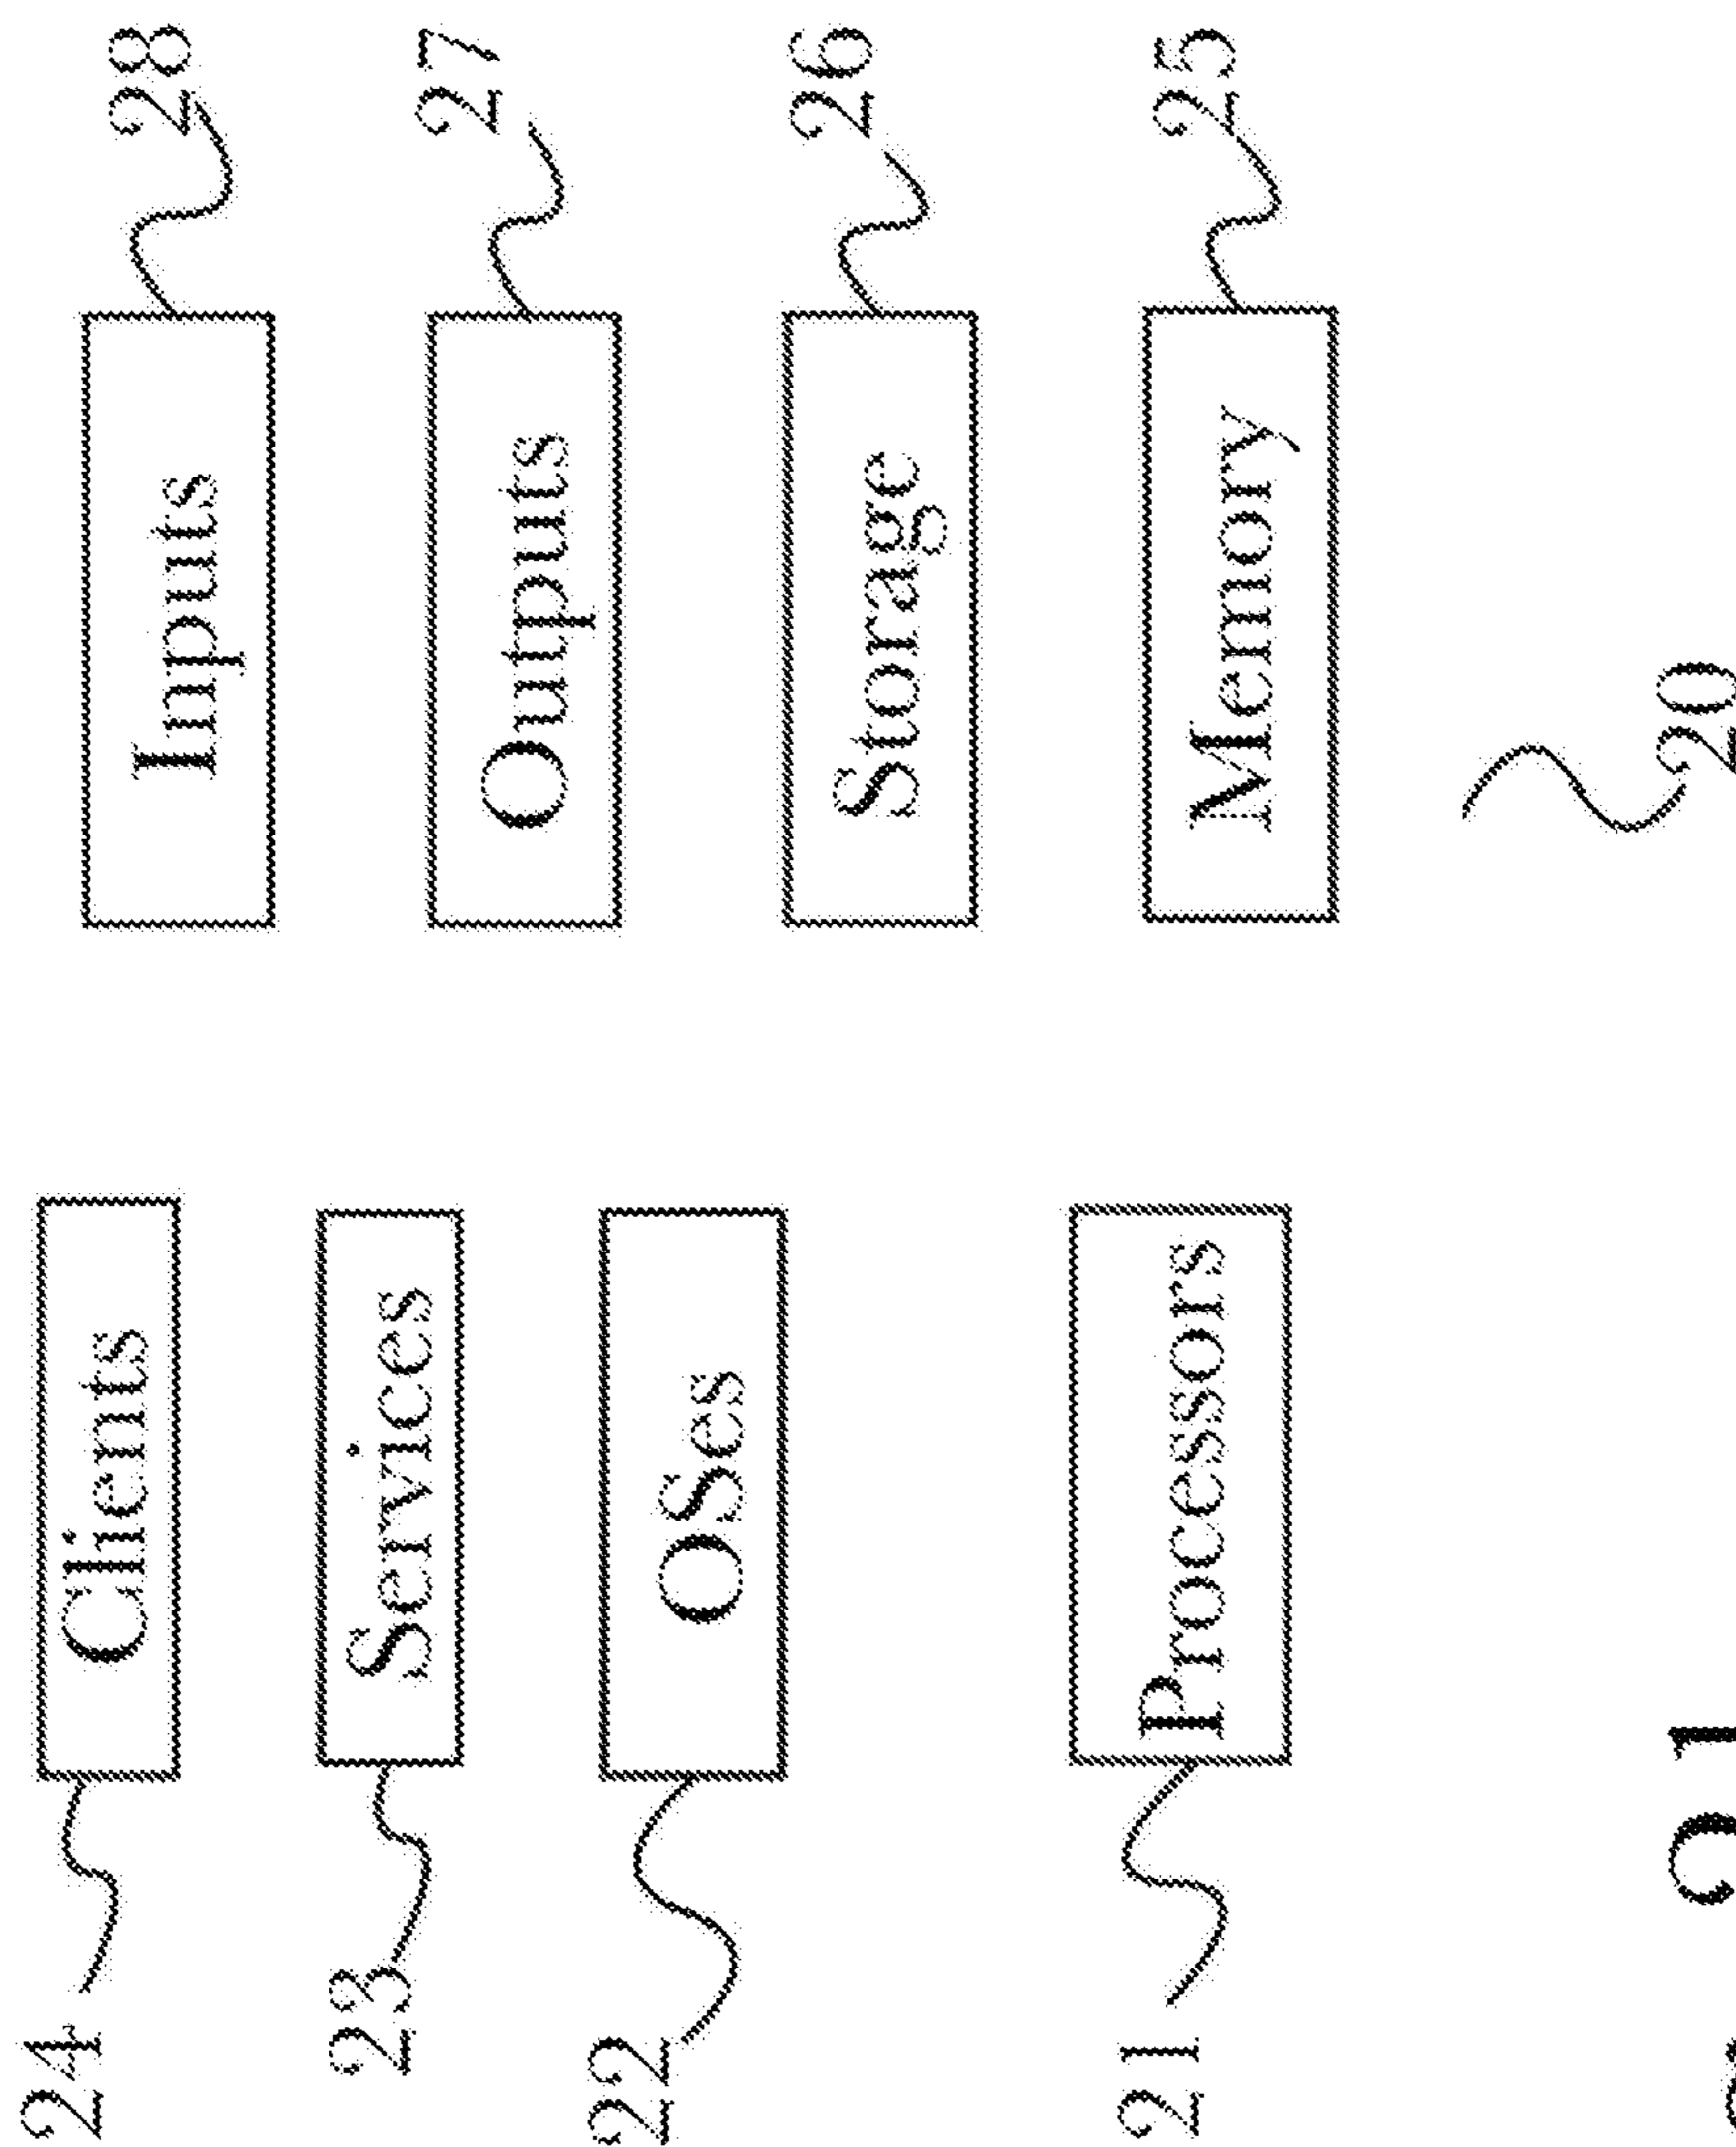 24 Clients Inputs 28
23 Services Outputs 27
22 OSes Storage 26
21 Processors Memory 25
20